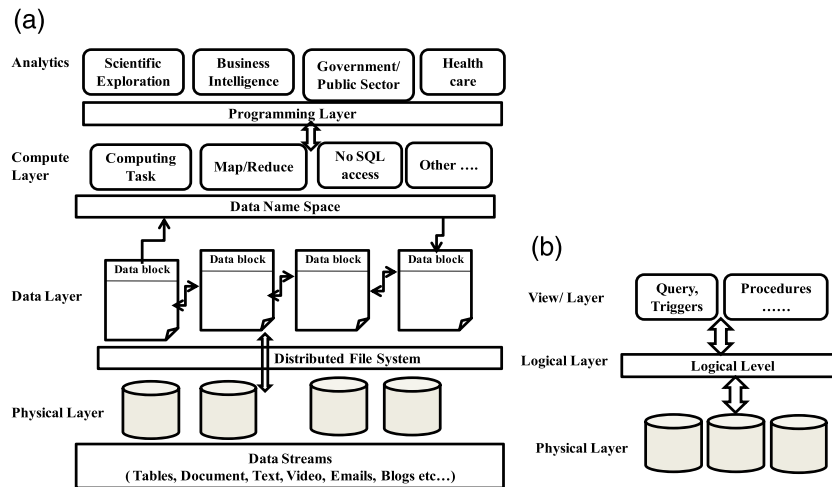 (a)
Analytics
Scientific
Exploration
Business
Intelligence
Government/
Public Sector
Health
care
Programming Layer
Compute
Layer
Computing
Task
Map/Reduce
No SQL
access
Other ....
Data Name Space
Data Layer
Data block
Data block
Data block
Data block
Distributed File System
Physical Layer
Data Streams
( Tables, Document, Text, Video, Emails, Blogs etc…)
(b)
View/ Layer
Query,
Triggers
Procedures
……
Logical Layer
Logical Level
Physical Layer